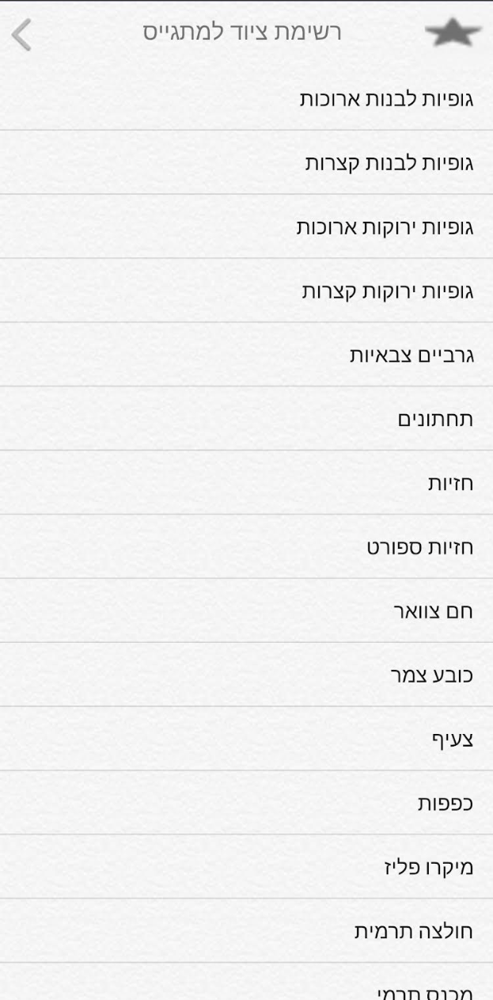 רשימת ציוד למתגייס
גופיות לבנות ארוכות
גופיות לבנות קצרות
גופיות ירוקות ארוכות
גופיות ירוקות קצרות
גרביים צבאיות
תחתונים
חזיות
חזיות ספורט
חם צוואר
כובע צמר
צעיף
כפפות
מיקרו פליז
חולצה תרמית
מכנס תרמי